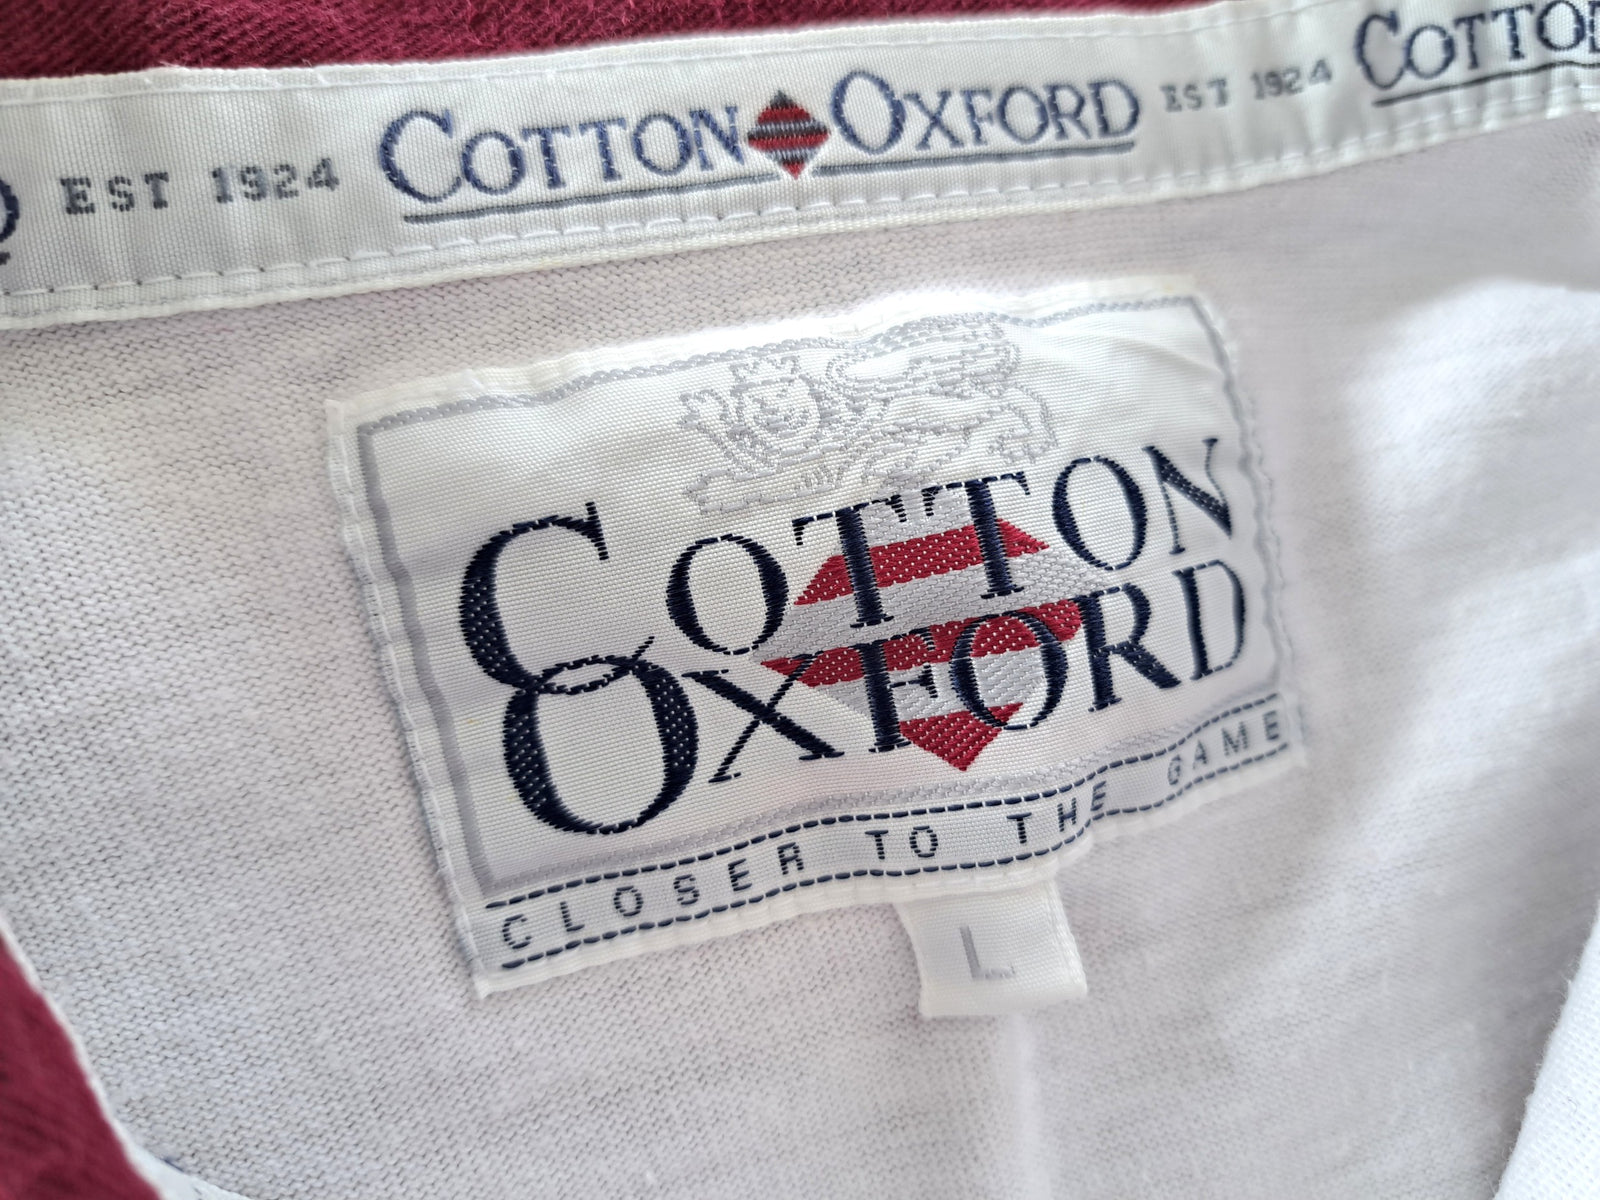 EST 1924 COTTON OXFORD EST 1924 COTTO
COTTON
OXFORD
CLOSER TO THE GAME
L